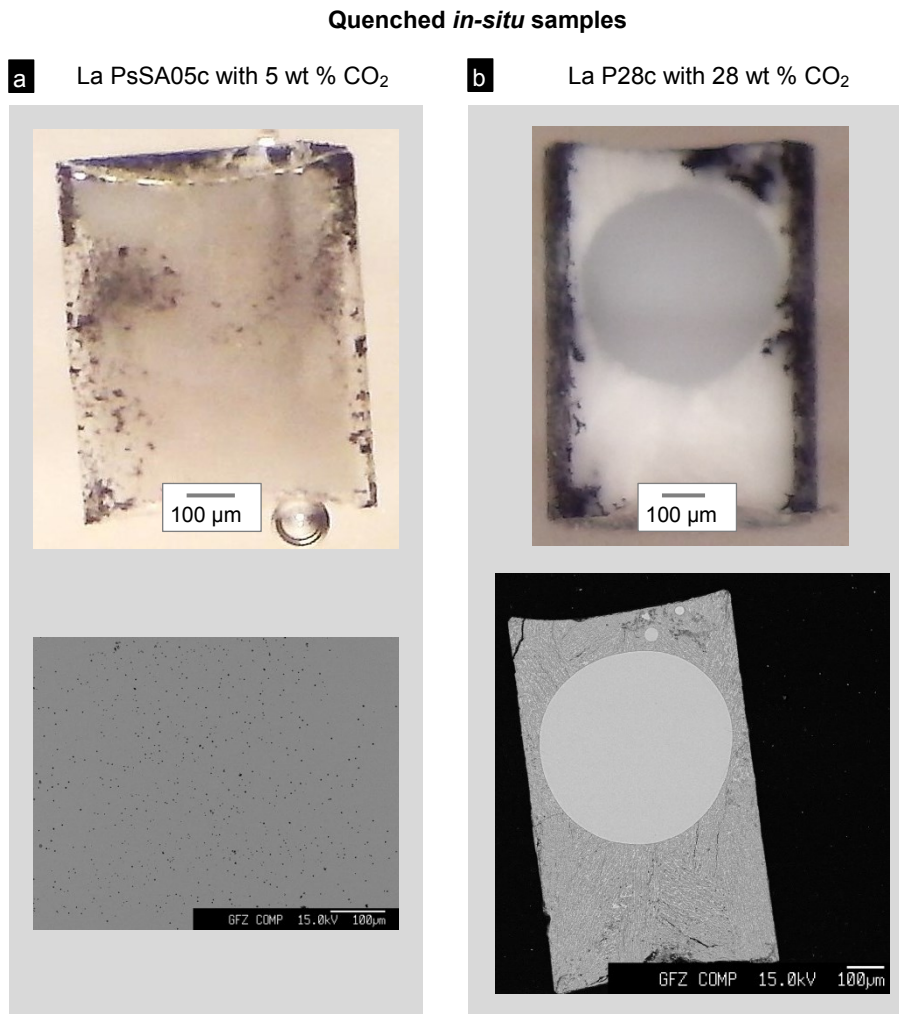 Quenched in-situ samples
a La PsSA05c with 5 wt % CO₂
b La P28c with 28 wt % CO₂
100 µm
100 µm
GFZ COMP 15.0kV 100µm
GFZ COMP 15.0kV 100µm